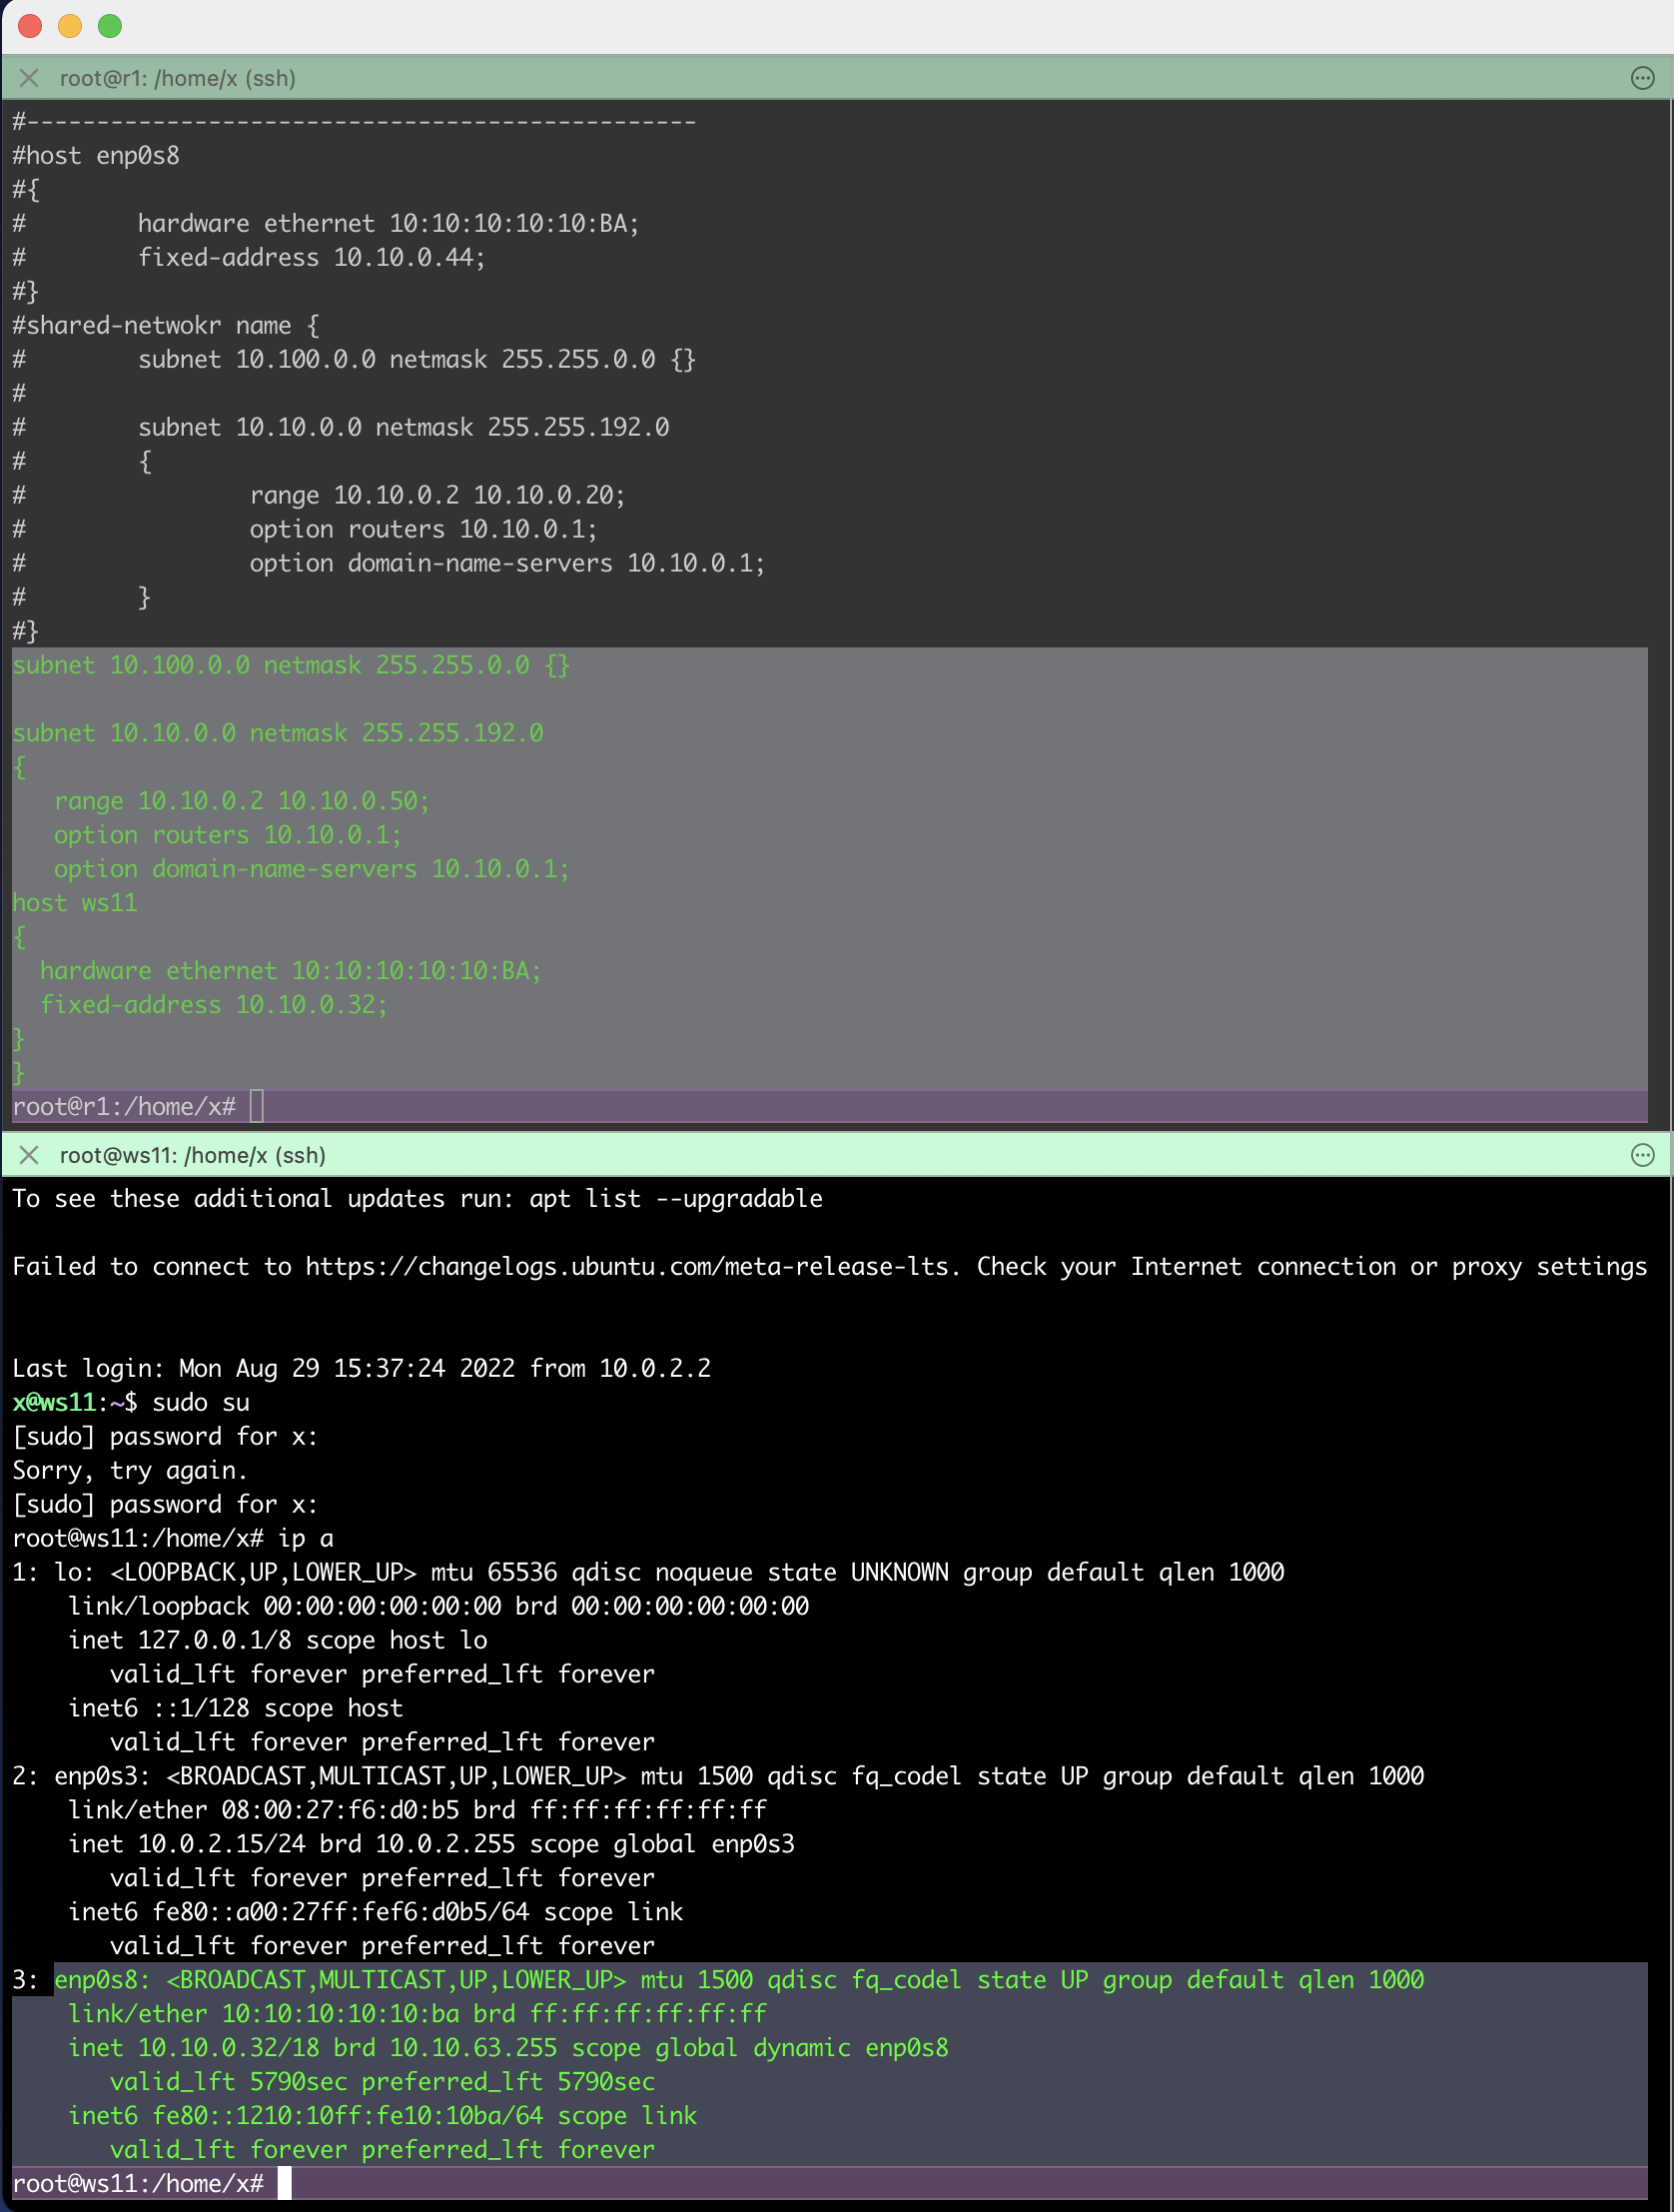 root@r1: /home/x (ssh)
#------------------------------------------------
#host enp0s8
#{
#        hardware ethernet 10:10:10:10:10:BA;
#        fixed-address 10.10.0.44;
#}
#shared-netwokr name {
#        subnet 10.100.0.0 netmask 255.255.0.0 {}
#
#        subnet 10.10.0.0 netmask 255.255.192.0
#        {
#                range 10.10.0.2 10.10.0.20;
#                option routers 10.10.0.1;
#                option domain-name-servers 10.10.0.1;
#        }
#}
subnet 10.100.0.0 netmask 255.255.0.0 {}

subnet 10.10.0.0 netmask 255.255.192.0
{
   range 10.10.0.2 10.10.0.50;
   option routers 10.10.0.1;
   option domain-name-servers 10.10.0.1;
host ws11
{
  hardware ethernet 10:10:10:10:10:BA;
  fixed-address 10.10.0.32;
}
}
root@r1:/home/x#
root@ws11: /home/x (ssh)
To see these additional updates run: apt list --upgradable

Failed to connect to https://changelogs.ubuntu.com/meta-release-lts. Check your Internet connection or proxy settings

Last login: Mon Aug 29 15:37:24 2022 from 10.0.2.2
x@ws11:~$ sudo su
[sudo] password for x:
Sorry, try again.
[sudo] password for x:
root@ws11:/home/x# ip a
1: lo: <LOOPBACK,UP,LOWER_UP> mtu 65536 qdisc noqueue state UNKNOWN group default qlen 1000
    link/loopback 00:00:00:00:00:00 brd 00:00:00:00:00:00
    inet 127.0.0.1/8 scope host lo
       valid_lft forever preferred_lft forever
    inet6 ::1/128 scope host
       valid_lft forever preferred_lft forever
2: enp0s3: <BROADCAST,MULTICAST,UP,LOWER_UP> mtu 1500 qdisc fq_codel state UP group default qlen 1000
    link/ether 08:00:27:f6:d0:b5 brd ff:ff:ff:ff:ff:ff
    inet 10.0.2.15/24 brd 10.0.2.255 scope global enp0s3
       valid_lft forever preferred_lft forever
    inet6 fe80::a00:27ff:fef6:d0b5/64 scope link
       valid_lft forever preferred_lft forever
3: enp0s8: <BROADCAST,MULTICAST,UP,LOWER_UP> mtu 1500 qdisc fq_codel state UP group default qlen 1000
    link/ether 10:10:10:10:10:ba brd ff:ff:ff:ff:ff:ff
    inet 10.10.0.32/18 brd 10.10.63.255 scope global dynamic enp0s8
       valid_lft 5790sec preferred_lft 5790sec
    inet6 fe80::1210:10ff:fe10:10ba/64 scope link
       valid_lft forever preferred_lft forever
root@ws11:/home/x#